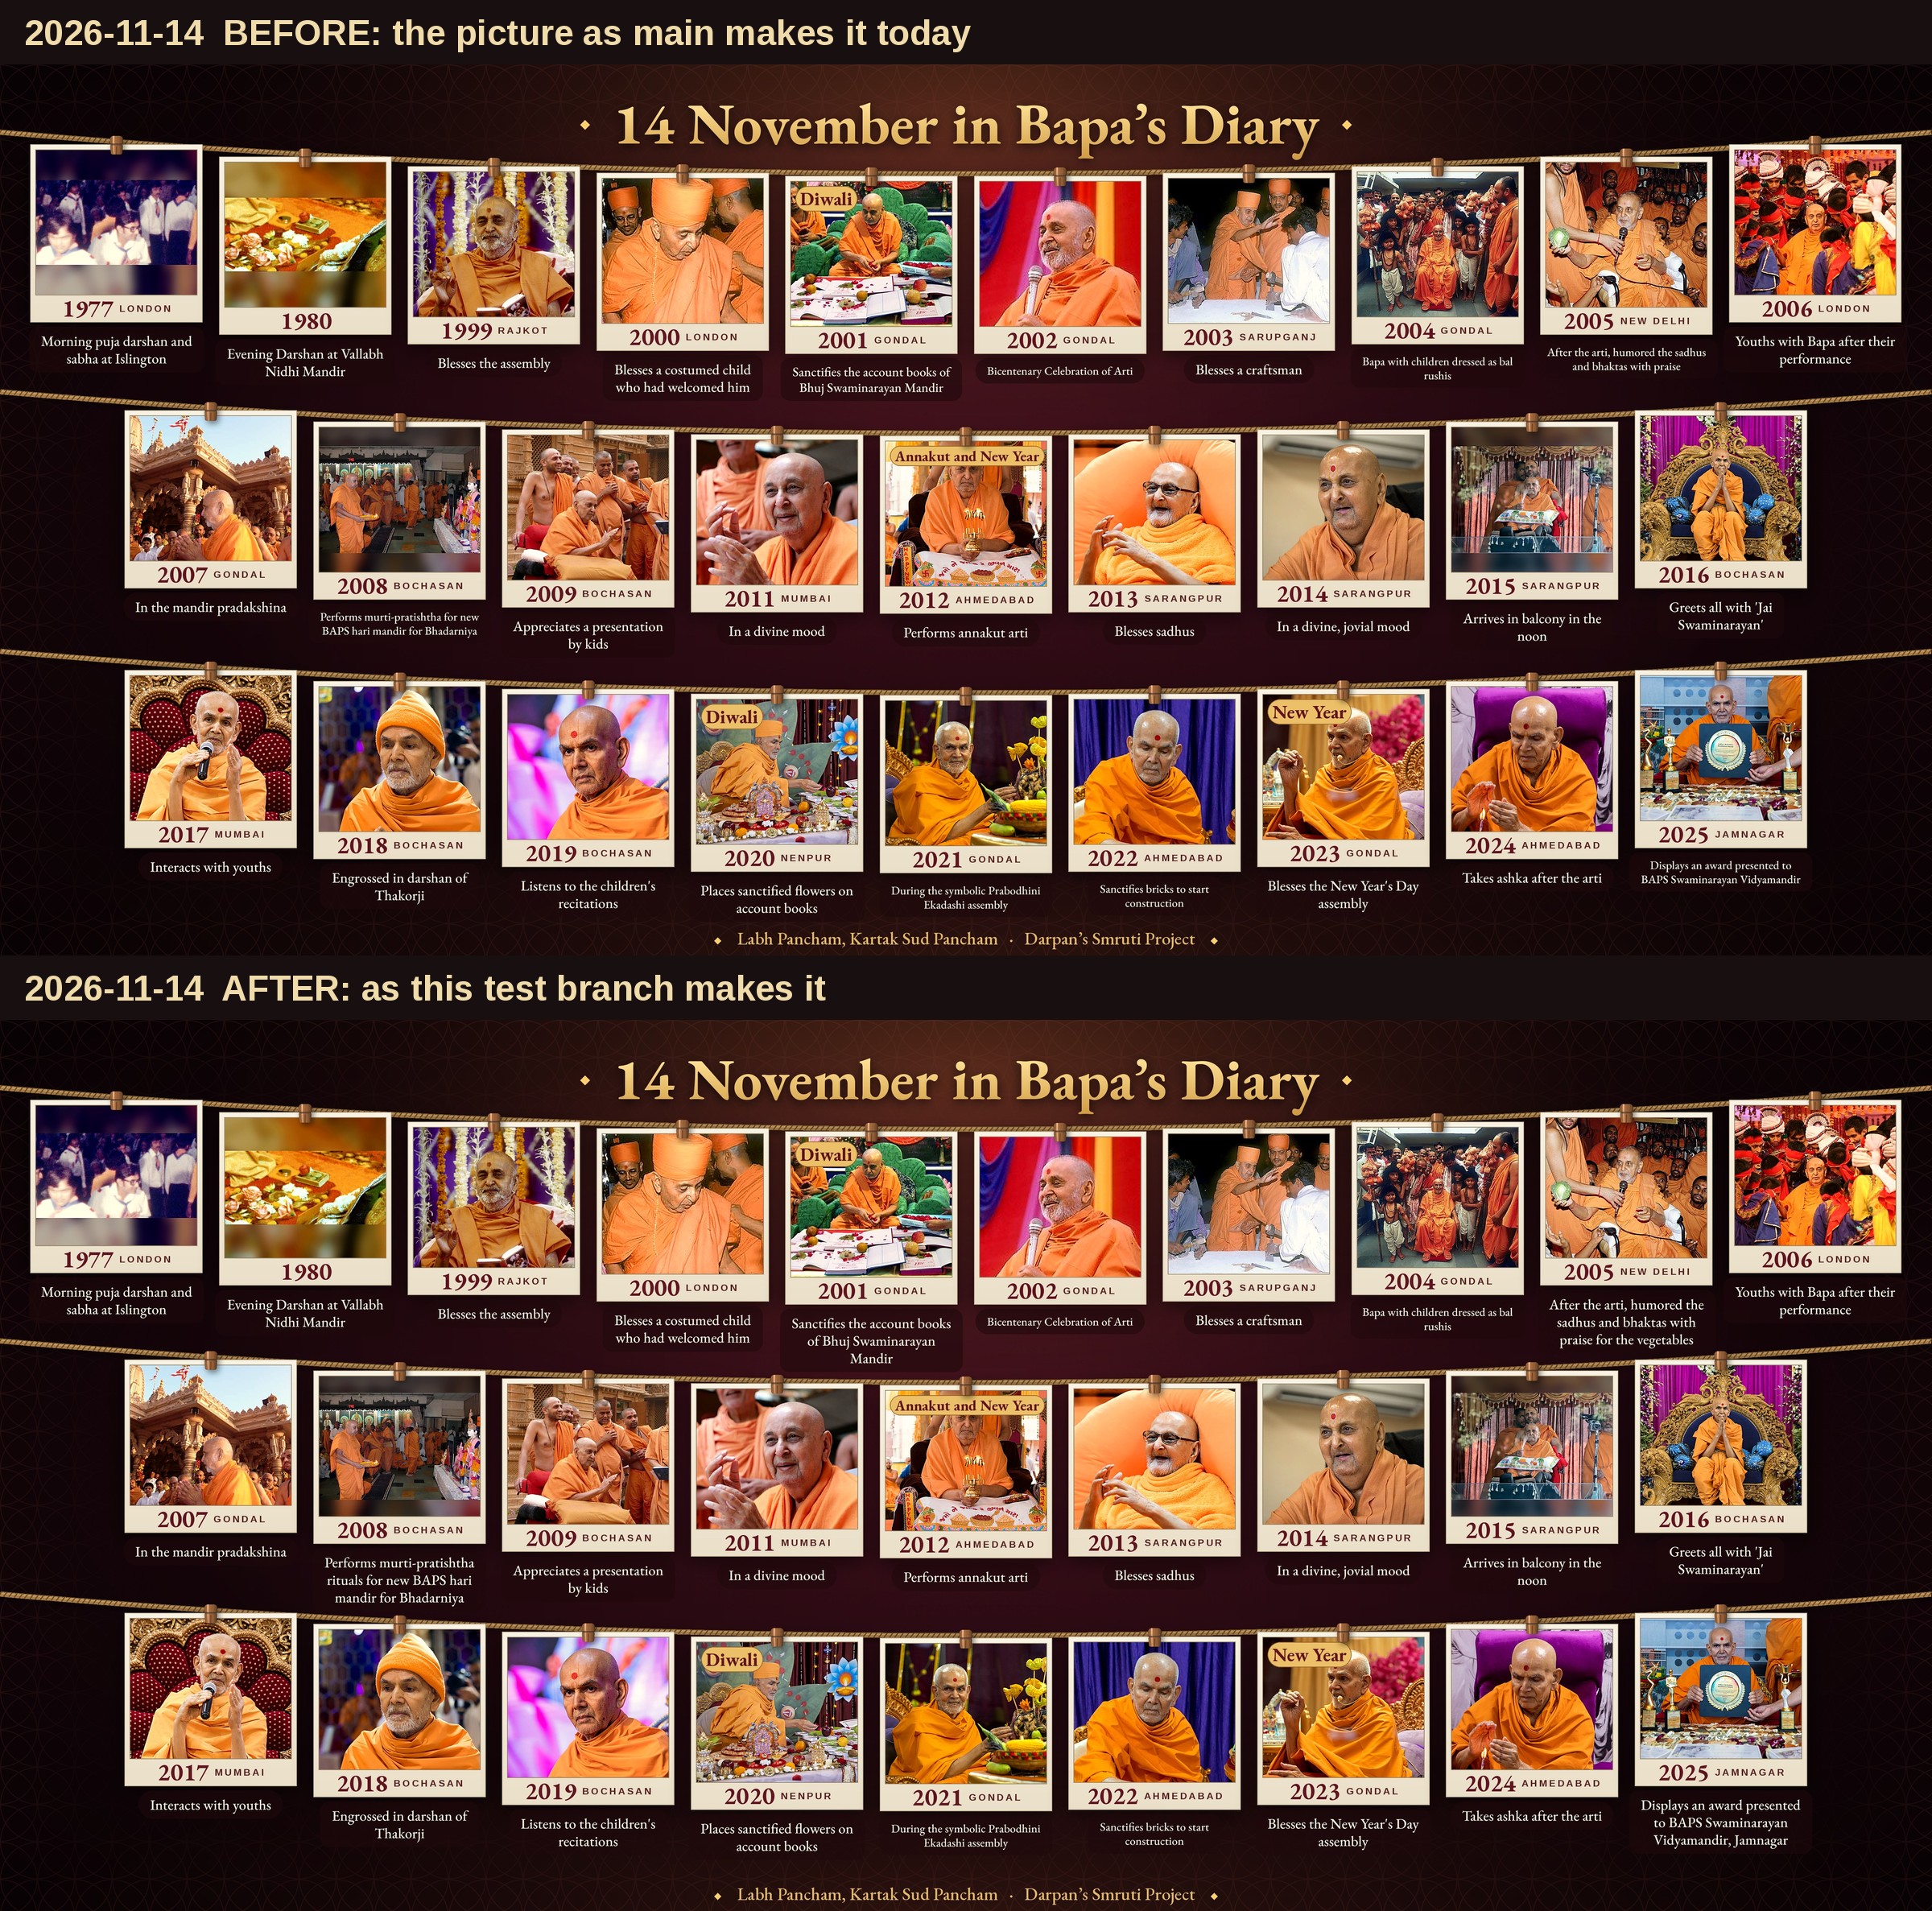 2026-11-14 BEFORE: the picture as main makes it today
14 November in Bapa’s Diary
Diwali
1977 LONDON
Morning puja darshan and
sabha at Islington
1980
Evening Darshan at Vallabh
Nidhi Mandir
1999 RAJKOT
Blesses the assembly
2000 LONDON
Blesses a costumed child
who had welcomed him
2001 GONDAL
Sanctifies the account books of
Bhuj Swaminarayan Mandir
2002 GONDAL
Bicentenary Celebration of Arti
2003 SARUPGANJ
Blesses a craftsman
2004 GONDAL
Bapa with children dressed as bal
rushis
2005 NEW DELHI
After the arti, humored the sadhus
and bhaktas with praise
2006 LONDON
Youths with Bapa after their
performance
Annakut and New Year
2007 GONDAL
In the mandir pradakshina
2008 BOCHASAN
Performs murti-pratishtha for new
BAPS hari mandir for Bhadarniya
2009 BOCHASAN
Appreciates a presentation
by kids
2011 MUMBAI
In a divine mood
2012 AHMEDABAD
Performs annakut arti
2013 SARANGPUR
Blesses sadhus
2014 SARANGPUR
In a divine, jovial mood
2015 SARANGPUR
Arrives in balcony in the
noon
2016 BOCHASAN
Greets all with 'Jai
Swaminarayan'
Diwali
New Year
2017 MUMBAI
Interacts with youths
2018 BOCHASAN
Engrossed in darshan of
Thakorji
2019 BOCHASAN
Listens to the children's
recitations
2020 NENPUR
Places sanctified flowers on
account books
2021 GONDAL
During the symbolic Prabodhini
Ekadashi assembly
2022 AHMEDABAD
Sanctifies bricks to start
construction
2023 GONDAL
Blesses the New Year's Day
assembly
2024 AHMEDABAD
Takes ashka after the arti
2025 JAMNAGAR
Displays an award presented to
BAPS Swaminarayan Vidyamandir
Labh Pancham, Kartak Sud Pancham · Darpan’s Smruti Project
2026-11-14 AFTER: as this test branch makes it
14 November in Bapa’s Diary
Diwali
1977 LONDON
Morning puja darshan and
sabha at Islington
1980
Evening Darshan at Vallabh
Nidhi Mandir
1999 RAJKOT
Blesses the assembly
2000 LONDON
Blesses a costumed child
who had welcomed him
2001 GONDAL
Sanctifies the account books
of Bhuj Swaminarayan
Mandir
2002 GONDAL
Bicentenary Celebration of Arti
2003 SARUPGANJ
Blesses a craftsman
2004 GONDAL
Bapa with children dressed as bal
rushis
2005 NEW DELHI
After the arti, humored the
sadhus and bhaktas with
praise for the vegetables
2006 LONDON
Youths with Bapa after their
performance
Annakut and New Year
2007 GONDAL
In the mandir pradakshina
2008 BOCHASAN
Performs murti-pratishtha
rituals for new BAPS hari
mandir for Bhadarniya
2009 BOCHASAN
Appreciates a presentation
by kids
2011 MUMBAI
In a divine mood
2012 AHMEDABAD
Performs annakut arti
2013 SARANGPUR
Blesses sadhus
2014 SARANGPUR
In a divine, jovial mood
2015 SARANGPUR
Arrives in balcony in the
noon
2016 BOCHASAN
Greets all with 'Jai
Swaminarayan'
Diwali
New Year
2017 MUMBAI
Interacts with youths
2018 BOCHASAN
Engrossed in darshan of
Thakorji
2019 BOCHASAN
Listens to the children's
recitations
2020 NENPUR
Places sanctified flowers on
account books
2021 GONDAL
During the symbolic Prabodhini
Ekadashi assembly
2022 AHMEDABAD
Sanctifies bricks to start
construction
2023 GONDAL
Blesses the New Year's Day
assembly
2024 AHMEDABAD
Takes ashka after the arti
2025 JAMNAGAR
Displays an award presented
to BAPS Swaminarayan
Vidyamandir, Jamnagar
Labh Pancham, Kartak Sud Pancham · Darpan’s Smruti Project